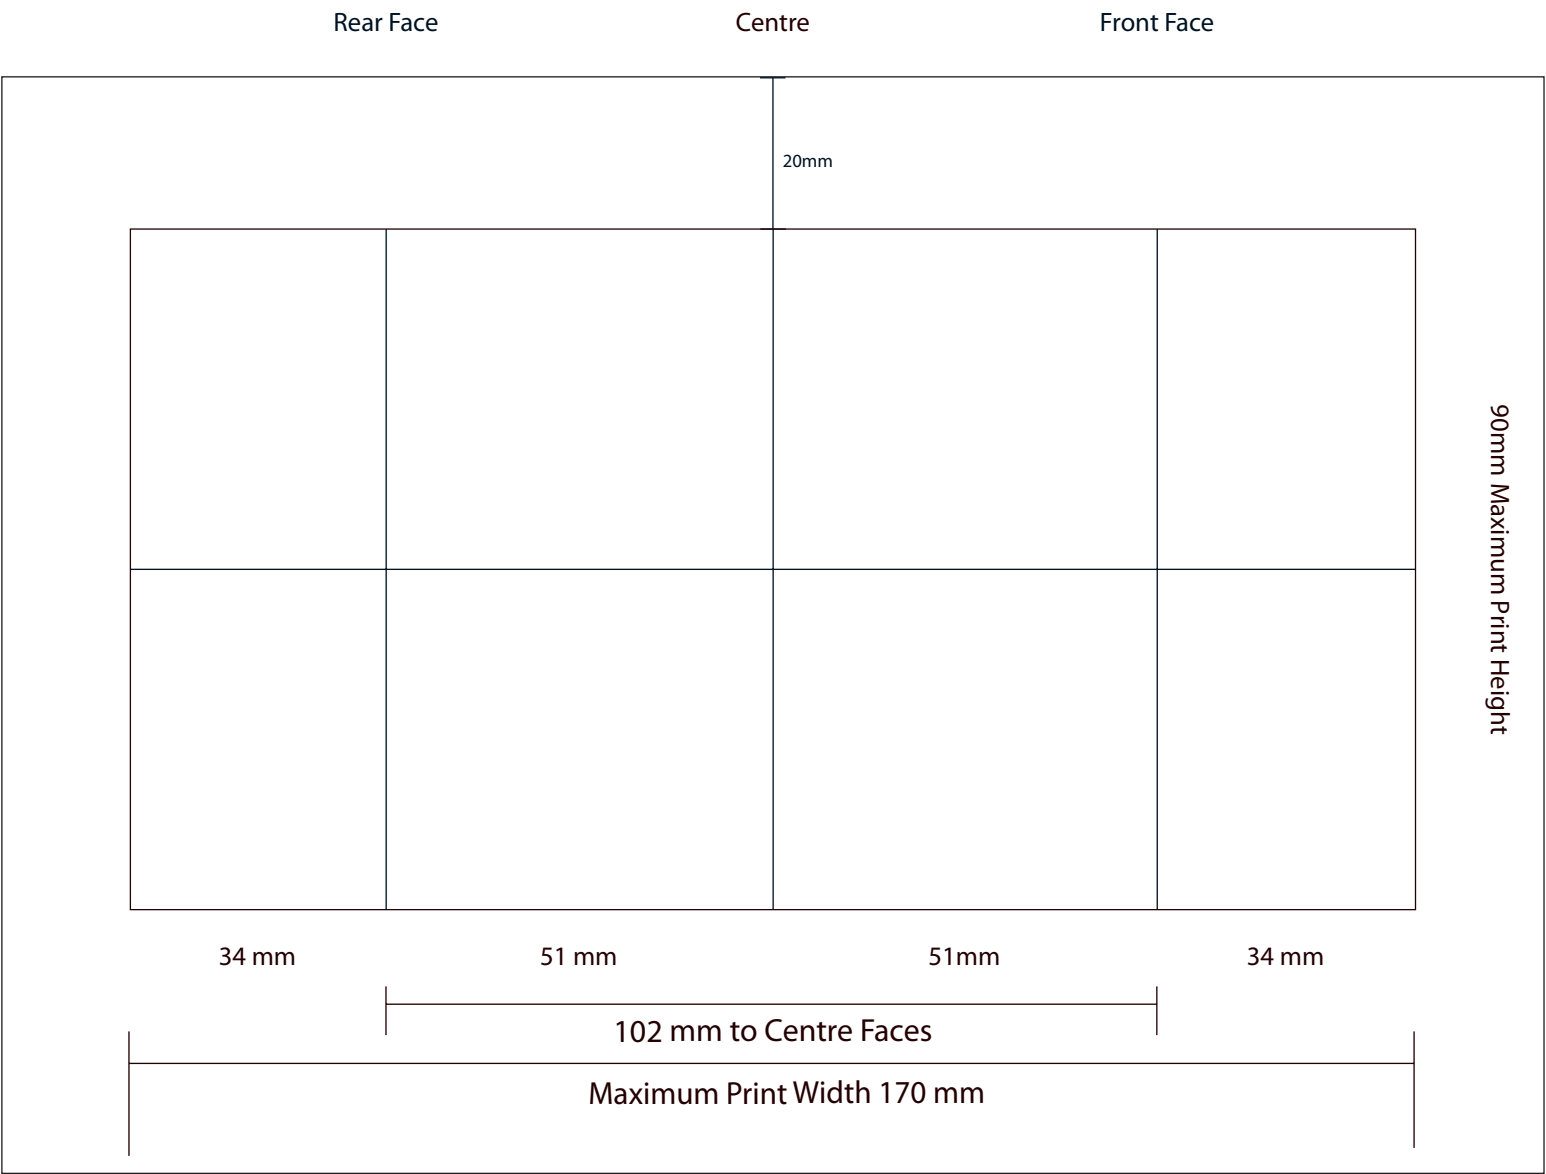 Rear Face
Centre
Front Face
20mm
90mm Maximum Print Height
34 mm
51 mm
51mm
34 mm
102 mm to Centre Faces
Maximum Print Width 170 mm